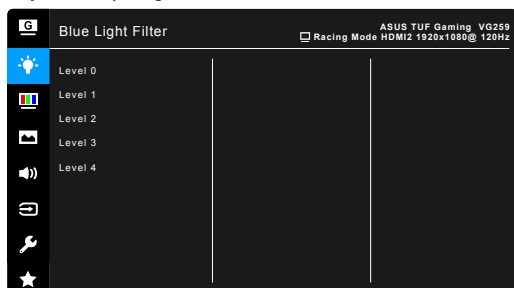 G
Blue Light Filter
ASUS TUF Gaming VG259
Racing Mode HDMI2 1920x1080@ 120Hz
Level 0
Level 1
Level 2
Level 3
Level 4